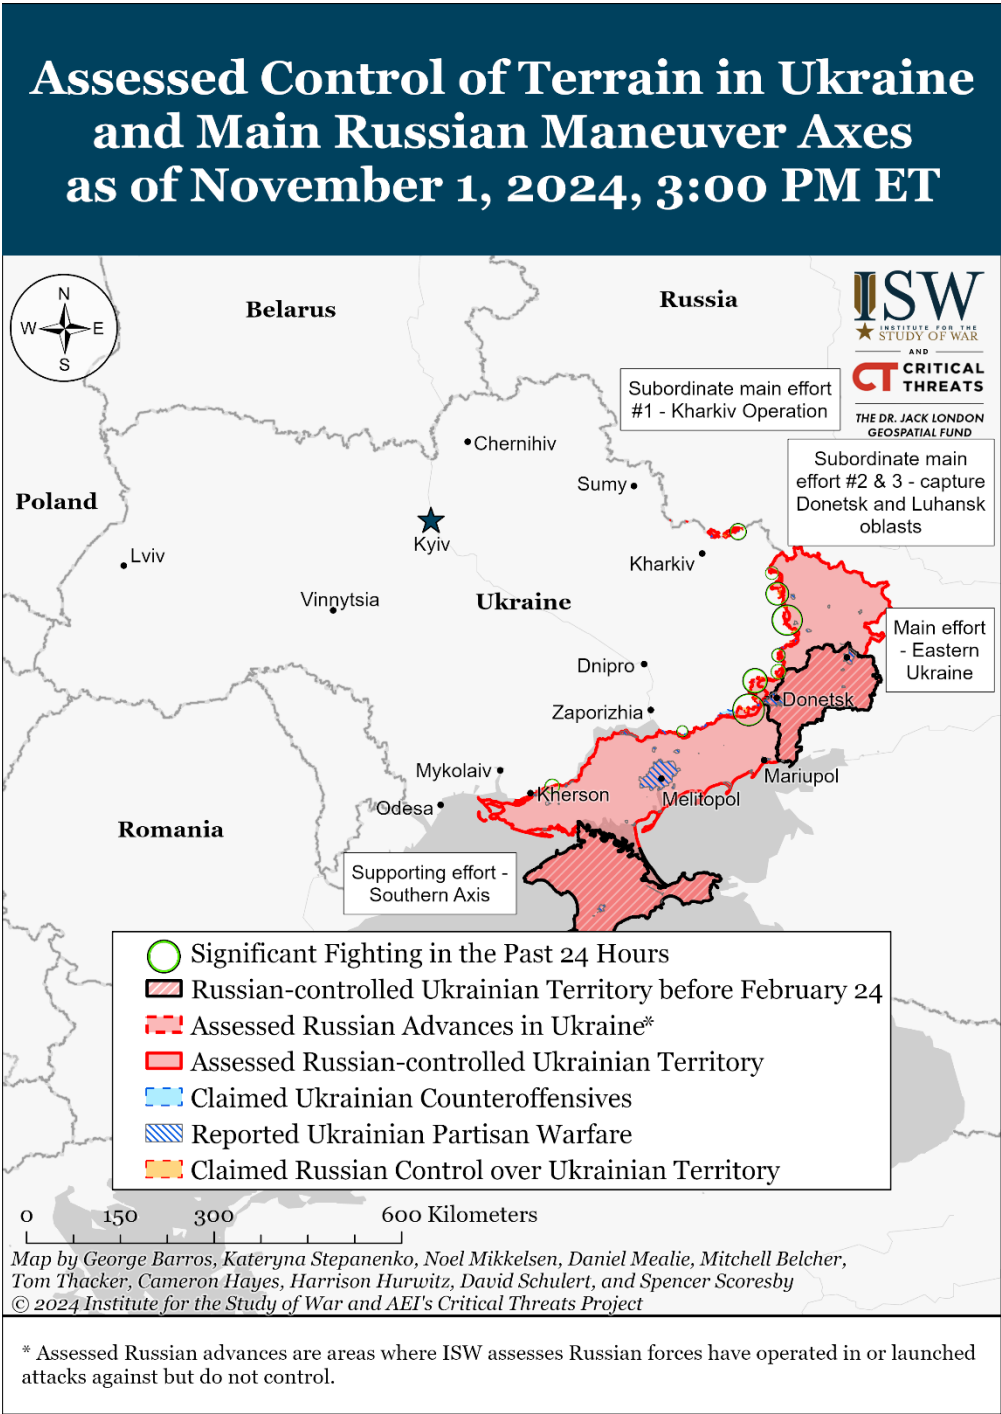 Assessed Control of Terrain in Ukraine
and Main Russian Maneuver Axes
as of November 1, 2024, 3:00 PM ET
N
W
E
S
Belarus
Russia
ISW
INSTITUTE FOR THE
STUDY OF WAR
AND
CT CRITICAL
THREATS
THE DR. JACK LONDON
GEOSPATIAL FUND
Subordinate main effort
#1 - Kharkiv Operation
Subordinate main
effort #2 & 3 - capture
Donetsk and Luhansk
oblasts
Chernihiv
Sumy
Poland
Kyiv
Lviv
Kharkiv
Vinnytsia
Ukraine
Main effort
- Eastern
Ukraine
Dnipro
Donetsk
Zaporizhia
Mykolaiv
Mariupol
Kherson
Melitopol
Odesa
Romania
Supporting effort -
Southern Axis
Significant Fighting in the Past 24 Hours
Russian-controlled Ukrainian Territory before February 24
Assessed Russian Advances in Ukraine*
Assessed Russian-controlled Ukrainian Territory
Claimed Ukrainian Counteroffensives
Reported Ukrainian Partisan Warfare
Claimed Russian Control over Ukrainian Territory
0 150 300 600 Kilometers
Map by George Barros, Kateryna Stepanenko, Noel Mikkelsen, Daniel Mealie, Mitchell Belcher,
Tom Thacker, Cameron Hayes, Harrison Hurwitz, David Schulert, and Spencer Scoresby
© 2024 Institute for the Study of War and AEI's Critical Threats Project
* Assessed Russian advances are areas where ISW assesses Russian forces have operated in or launched
attacks against but do not control.